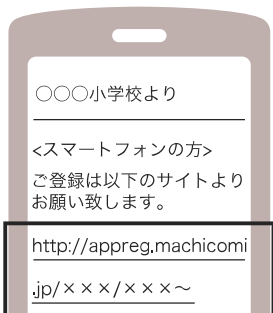 ○○○小学校より
<スマートフォンの方>
ご登録は以下のサイトより
お願い致します。
http://appreg.machicomi
.jp/×××/×××～